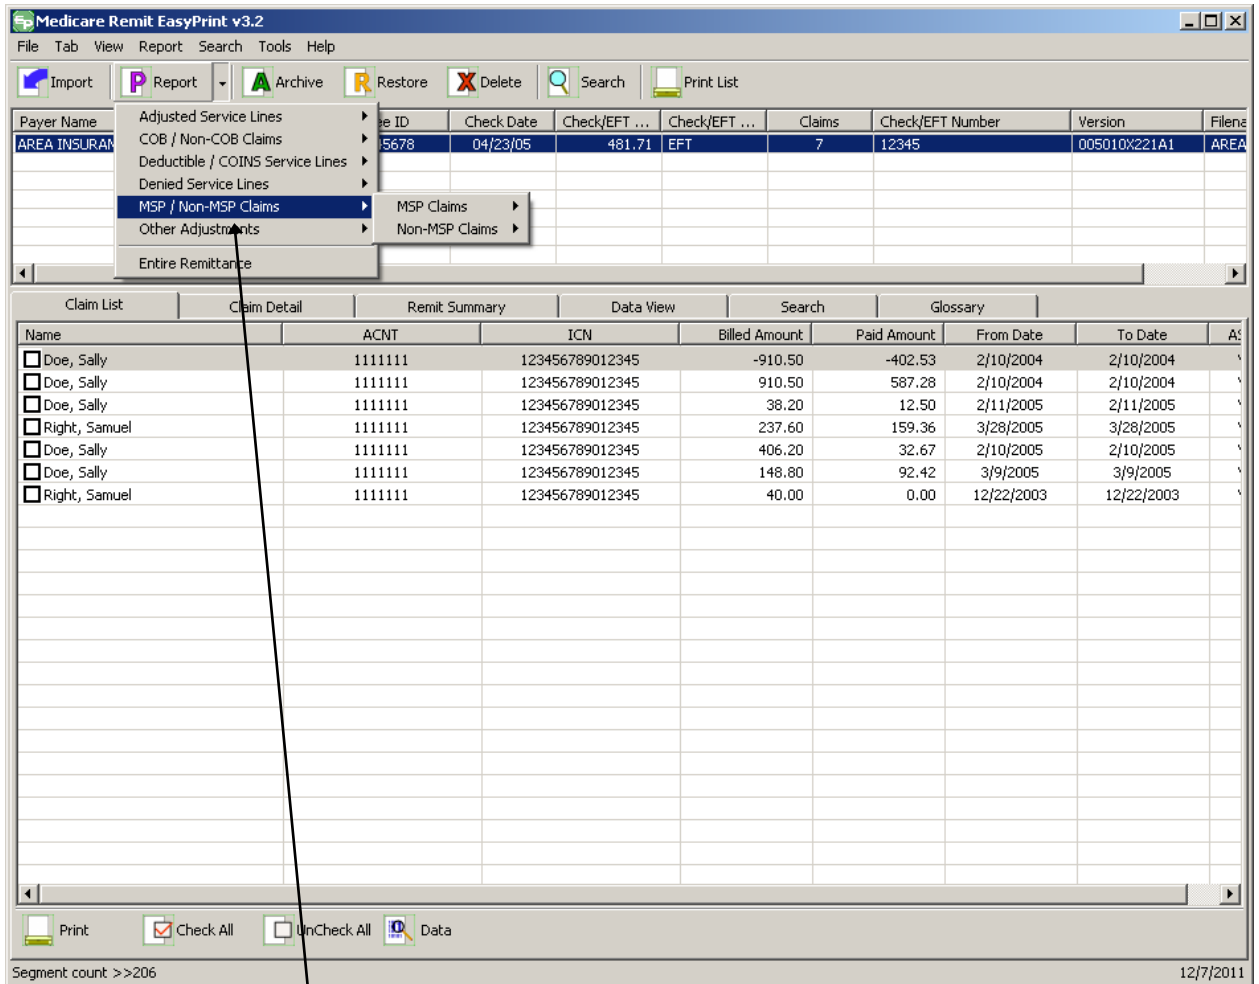 Medicare Remit EasyPrint v3.2
File Tab View Report Search Tools Help
Import Report Archive Restore Delete Search Print List
Payer Name ee ID Check Date Check/EFT ... Check/EFT ... Claims Check/EFT Number Version Filena
AREA INSURAN 5678 04/23/05 481.71 EFT 7 12345 005010X221A1 AREA
Adjusted Service Lines
COB / Non-COB Claims
Deductible / COINS Service Lines
Denied Service Lines
MSP / Non-MSP Claims
Other Adjustments
Entire Remittance
MSP Claims
Non-MSP Claims
Claim List Claim Detail Remit Summary Data View Search Glossary
Name ACNT ICN Billed Amount Paid Amount From Date To Date AS
Doe, Sally 1111111 123456789012345 -910.50 -402.53 2/10/2004 2/10/2004
Doe, Sally 1111111 123456789012345 910.50 587.28 2/10/2004 2/10/2004
Doe, Sally 1111111 123456789012345 38.20 12.50 2/11/2005 2/11/2005
Right, Samuel 1111111 123456789012345 237.60 159.36 3/28/2005 3/28/2005
Doe, Sally 1111111 123456789012345 406.20 32.67 2/10/2005 2/10/2005
Doe, Sally 1111111 123456789012345 148.80 92.42 3/9/2005 3/9/2005
Right, Samuel 1111111 123456789012345 40.00 0.00 12/22/2003 12/22/2003
Print Check All UnCheck All Data
Segment count >>206 12/7/2011